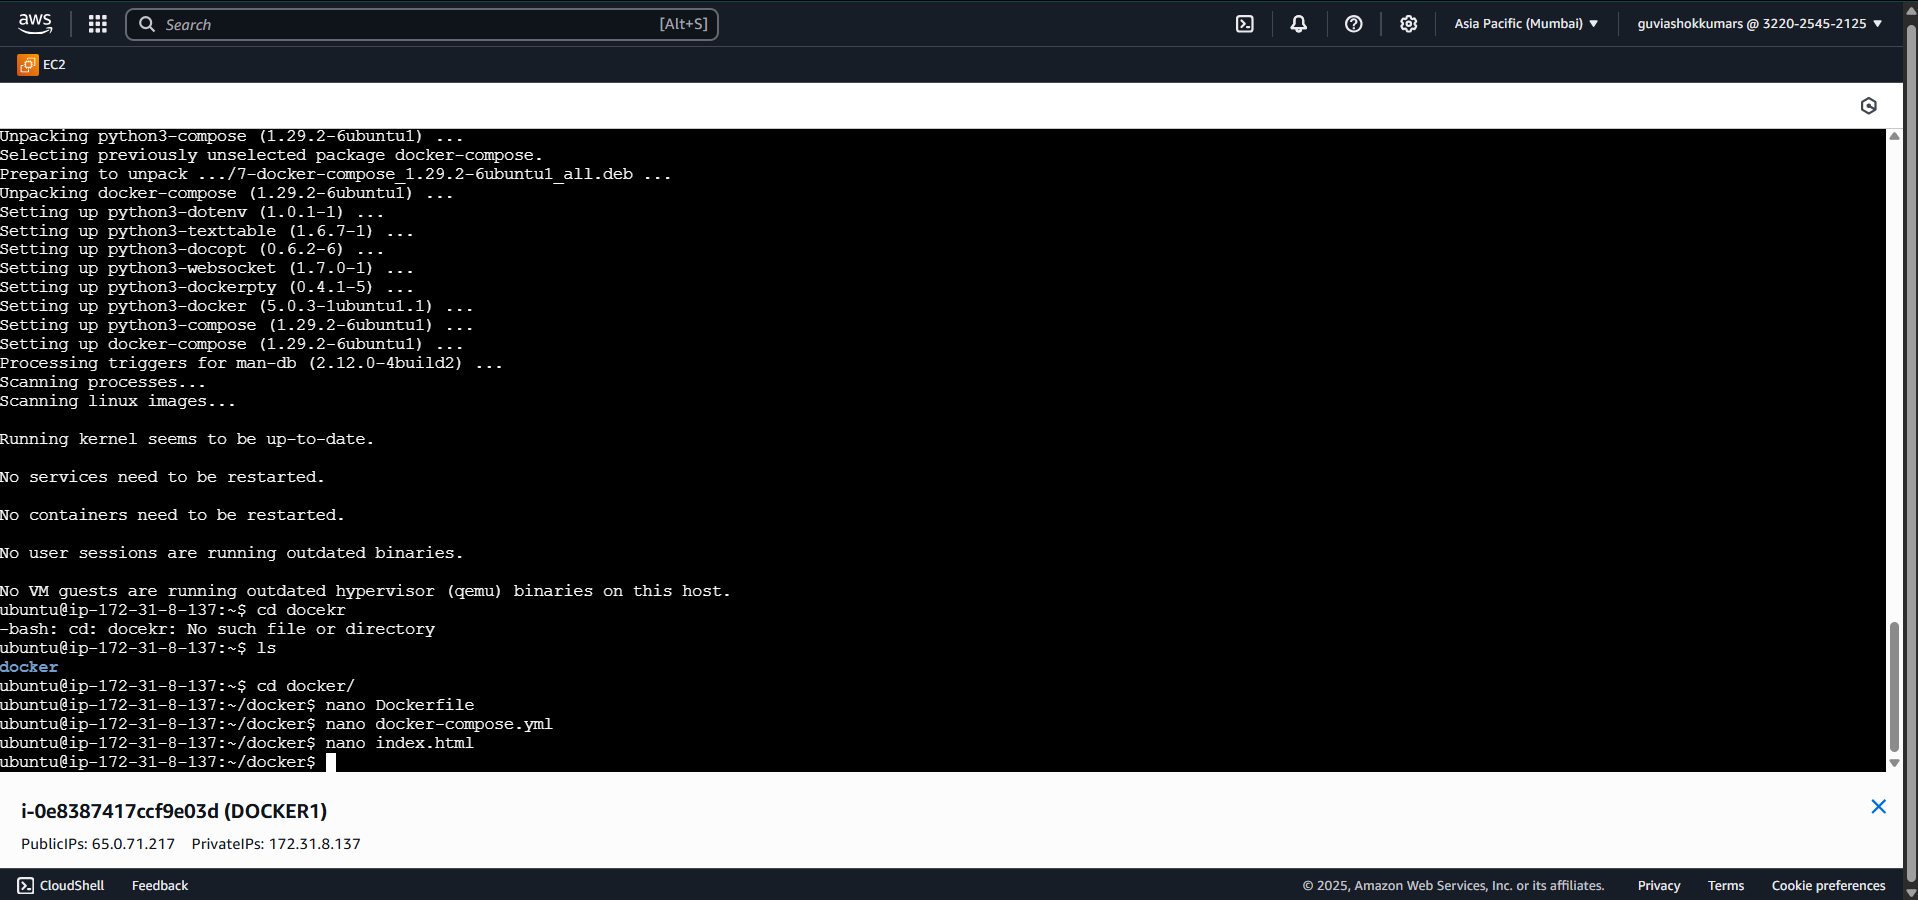 aws
Search [Alt+S]
Asia Pacific (Mumbai) guviashokkumars @ 3220-2545-2125
EC2
Unpacking python3-compose (1.29.2-6ubuntu1) ...
Selecting previously unselected package docker-compose.
Preparing to unpack .../7-docker-compose_1.29.2-6ubuntu1_all.deb ...
Unpacking docker-compose (1.29.2-6ubuntu1) ...
Setting up python3-dotenv (1.0.1-1) ...
Setting up python3-texttable (1.6.7-1) ...
Setting up python3-docopt (0.6.2-6) ...
Setting up python3-websocket (1.7.0-1) ...
Setting up python3-dockerpty (0.4.1-5) ...
Setting up python3-docker (5.0.3-1ubuntu1.1) ...
Setting up python3-compose (1.29.2-6ubuntu1) ...
Setting up docker-compose (1.29.2-6ubuntu1) ...
Processing triggers for man-db (2.12.0-4build2) ...
Scanning processes...
Scanning linux images...
Running kernel seems to be up-to-date.
No services need to be restarted.
No containers need to be restarted.
No user sessions are running outdated binaries.
No VM guests are running outdated hypervisor (qemu) binaries on this host.
ubuntu@ip-172-31-8-137:~$ cd docekr
-bash: cd: docekr: No such file or directory
ubuntu@ip-172-31-8-137:~$ ls
docker
ubuntu@ip-172-31-8-137:~$ cd docker/
ubuntu@ip-172-31-8-137:~/docker$ nano Dockerfile
ubuntu@ip-172-31-8-137:~/docker$ nano docker-compose.yml
ubuntu@ip-172-31-8-137:~/docker$ nano index.html
ubuntu@ip-172-31-8-137:~/docker$
i-0e8387417ccf9e03d (DOCKER1)
PublicIPs: 65.0.71.217 PrivateIPs: 172.31.8.137
CloudShell Feedback © 2025, Amazon Web Services, Inc. or its affiliates. Privacy Terms Cookie preferences